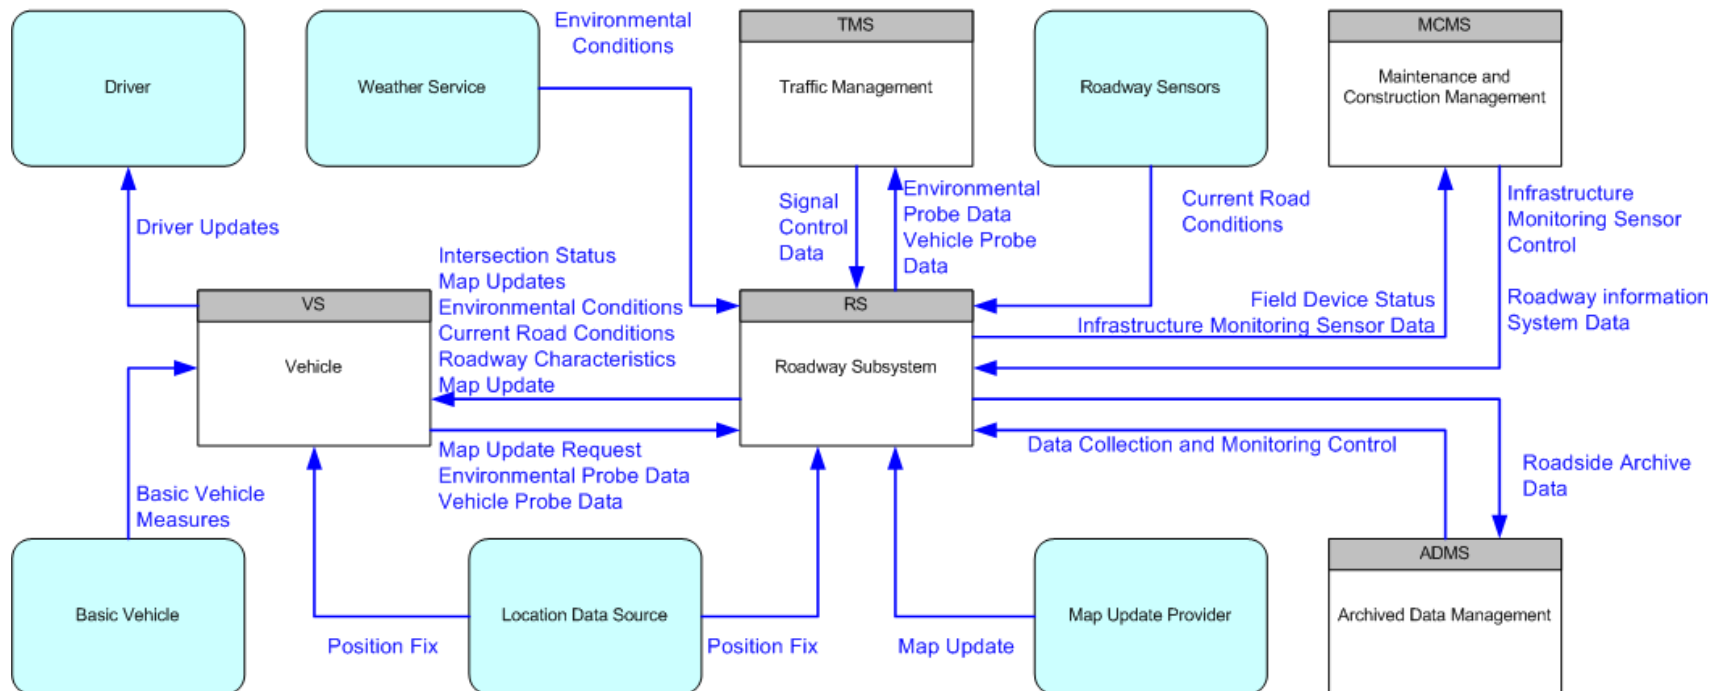 Environmental
Conditions
TMS
MCMS
Driver
Weather Service
Traffic Management
Roadway Sensors
Maintenance and
Construction Management
Driver Updates
Signal
Control
Data
Environmental
Probe Data
Vehicle Probe
Data
Current Road
Conditions
Infrastructure
Monitoring Sensor
Control
Intersection Status
Map Updates
Environmental Conditions
Current Road Conditions
Roadway Characteristics
Map Update
VS
Vehicle
RS
Roadway Subsystem
Field Device Status
Infrastructure Monitoring Sensor Data
Roadway information
System Data
Map Update Request
Environmental Probe Data
Vehicle Probe Data
Data Collection and Monitoring Control
Roadside Archive
Data
Basic Vehicle
Measures
ADMS
Basic Vehicle
Location Data Source
Map Update Provider
Archived Data Management
Position Fix
Position Fix
Map Update